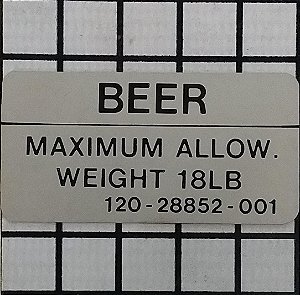 BEER
MAXIMUM ALLOW.
WEIGHT 18LB
120-28852-001